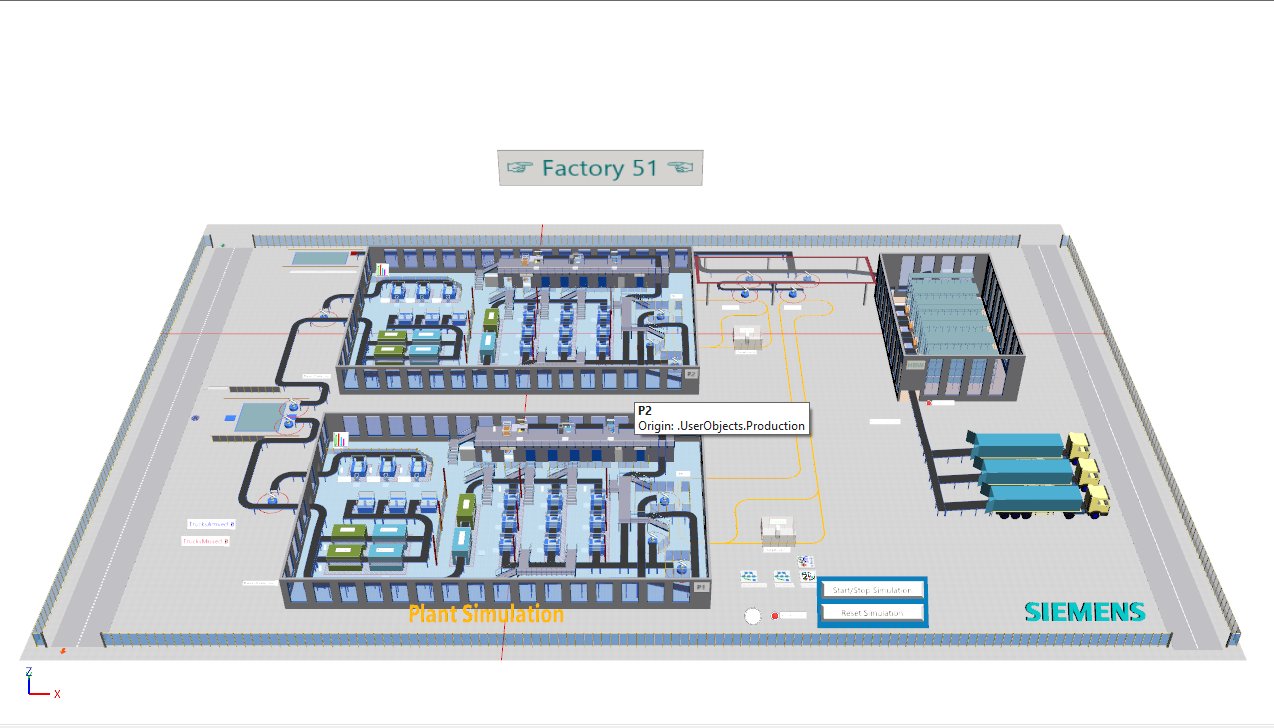 ☞ Factory 51 ☜
P2
P2
Origin: .UserObjects.Production
P1
Plant Simulation
Start/Stop Simulation
Reset Simulation
SIEMENS
Z
X